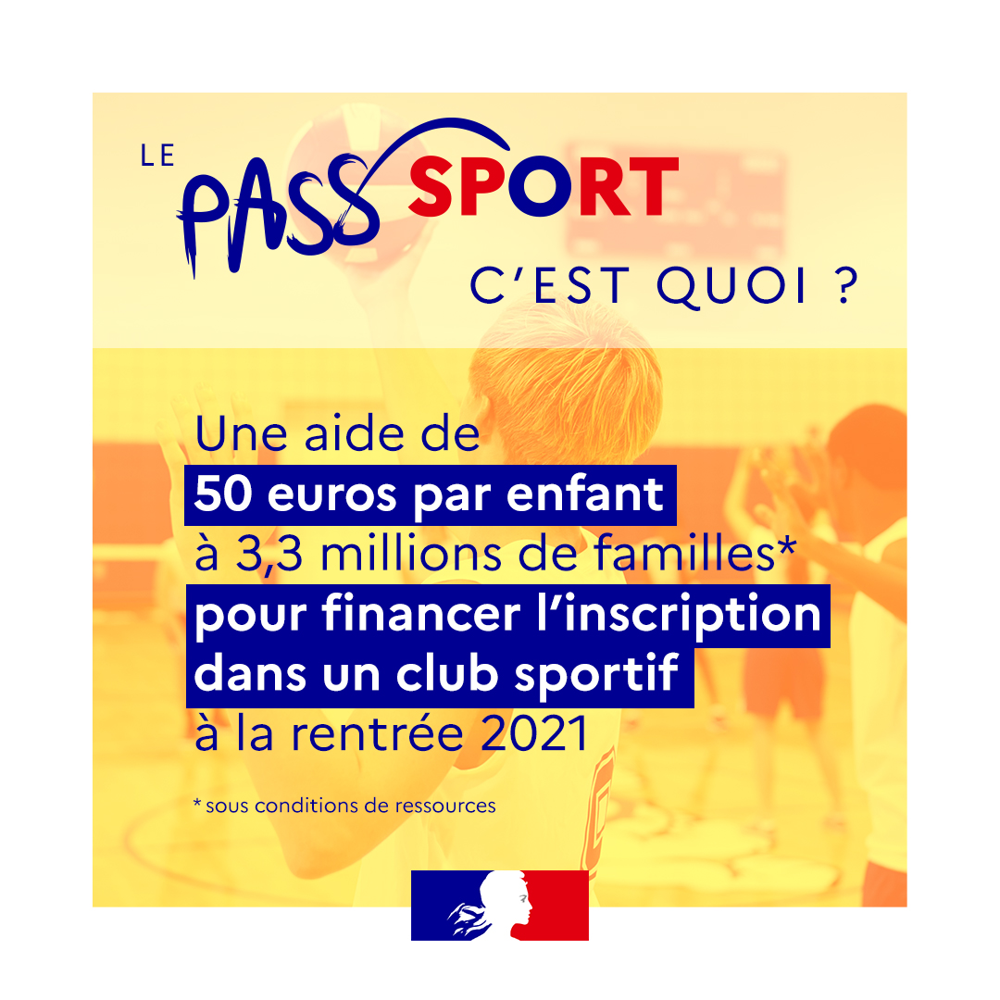 LE
PASS SPORT
C'EST QUOI ?
Une aide de
50 euros par enfant
à 3,3 millions de familles*
pour financer l'inscription
dans un club sportif
à la rentrée 2021
* sous conditions de ressources